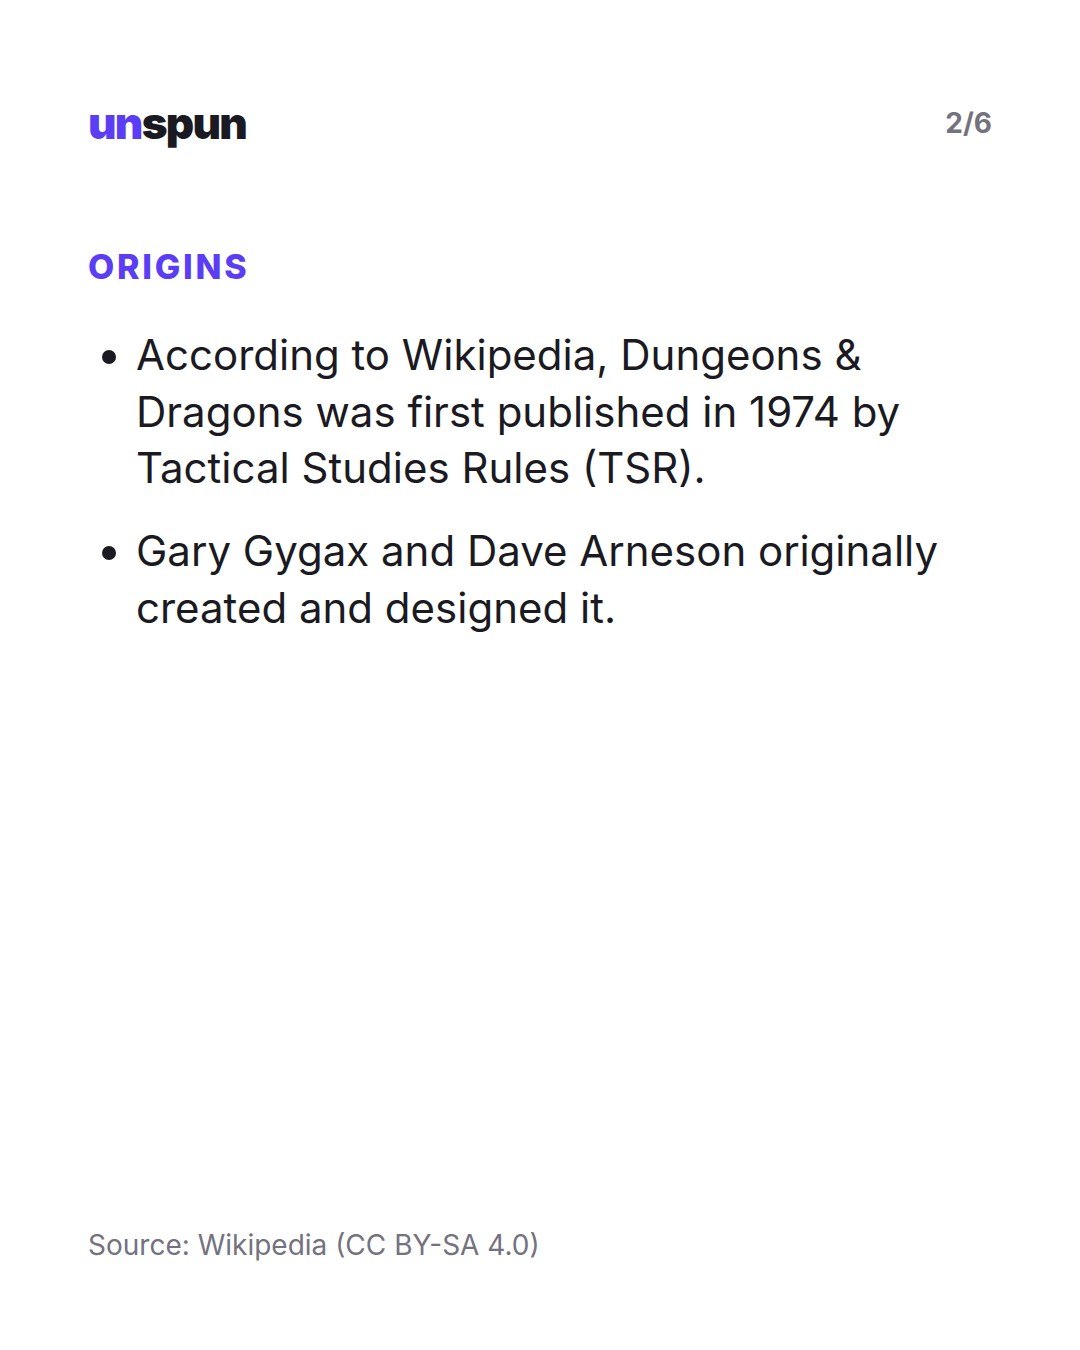 unspun
2/6
ORIGINS
• According to Wikipedia, Dungeons &
Dragons was first published in 1974 by
Tactical Studies Rules (TSR).
• Gary Gygax and Dave Arneson originally
created and designed it.
Source: Wikipedia (CC BY-SA 4.0)